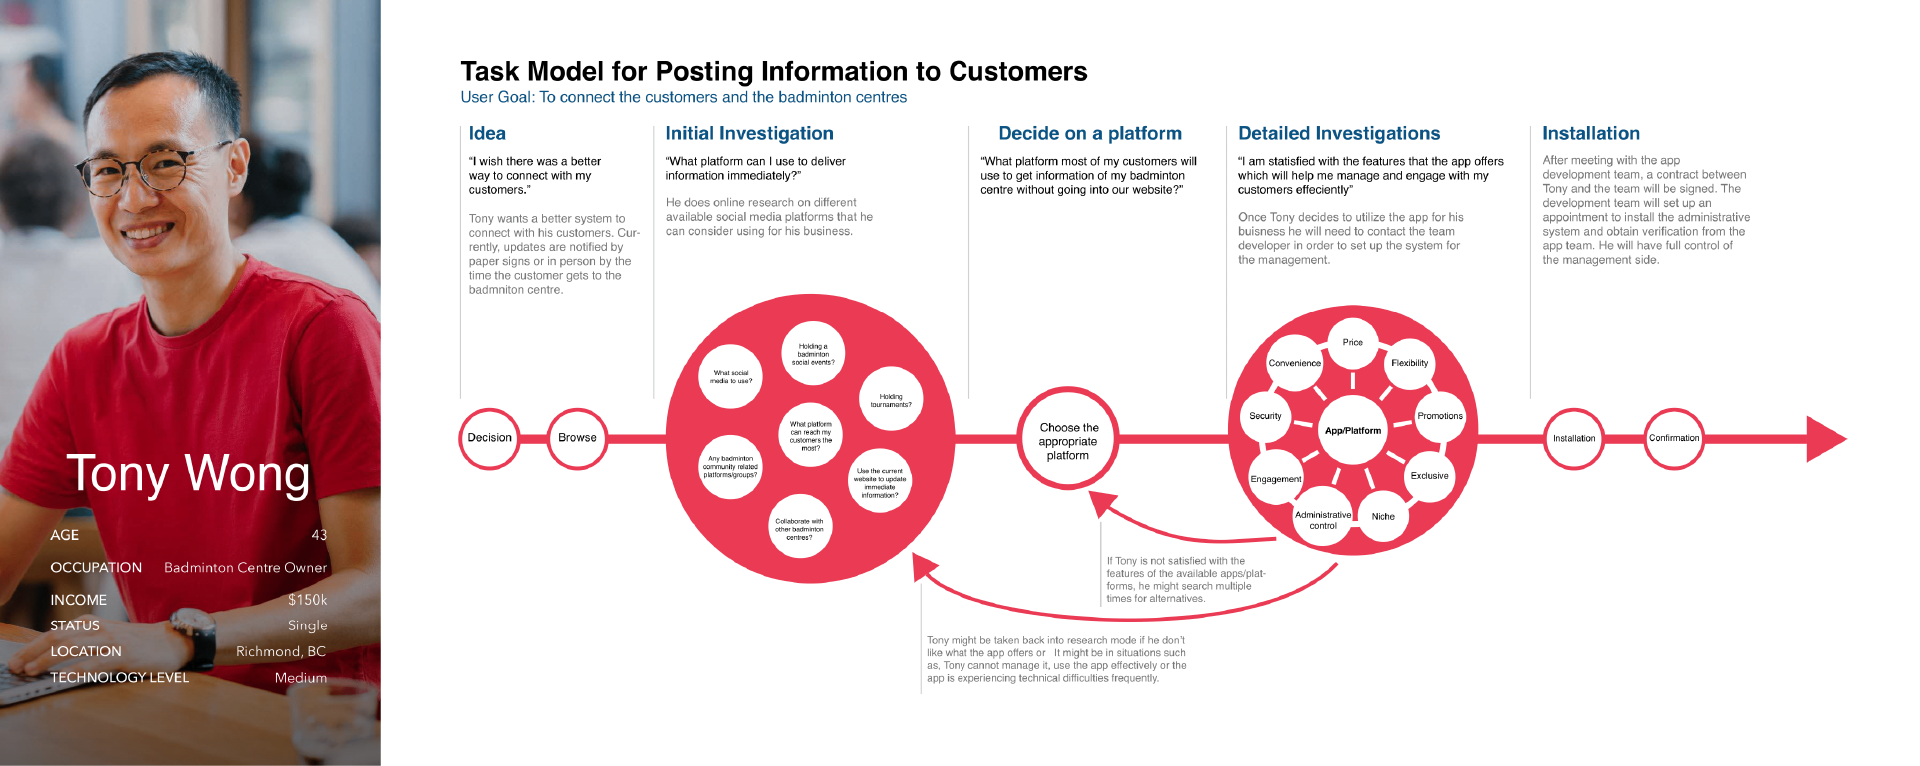 Tony Wong
AGE 43
OCCUPATION Badminton Centre Owner
INCOME $150k
STATUS Single
LOCATION Richmond, BC
TECHNOLOGY LEVEL Medium
Task Model for Posting Information to Customers
User Goal: To connect the customers and the badminton centres
Idea
“I wish there was a better
way to connect with my
customers.”
Tony wants a better system to
connect with his customers. Cur-
rently, updates are notified by
paper signs or in person by the
time the customer gets to the
badmniton centre.
Initial Investigation
“What platform can I use to deliver
information immediately?”
He does online research on different
available social media platforms that he
can consider using for his business.
Decide on a platform
“What platform most of my customers will
use to get information of my badminton
centre without going into our website?”
Detailed Investigations
“I am statisfied with the features that the app offers
which will help me manage and engage with my
customers effeciently”
Once Tony decides to utilize the app for his
buisness he will need to contact the team
developer in order to set up the system for
the management.
Installation
After meeting with the app
development team, a contract between
Tony and the team will be signed. The
development team will set up an
appointment to install the administrative
system and obtain verification from the
app team. He will have full control of
the management side.
Decision
Browse
What social
media to use?
Holding a
badminton
social events?
Holding
tournaments?
What platform
can reach my
customers the
most?
Any badminton
community related
platforms/groups?
Use the current
website to update
immediate
information?
Collaborate with
other badminton
centres?
Choose the
appropriate
platform
Price
Convenience
Flexibility
Security
App/Platform
Promotions
Engagement
Exclusive
Administrative
control
Niche
Installation
Confirmation
If Tony is not satisfied with the
features of the available apps/plat-
forms, he might search multiple
times for alternatives.
Tony might be taken back into research mode if he don’t
like what the app offers or It might be in situations such
as, Tony cannot manage it, use the app effectively or the
app is experiencing technical difficulties frequently.